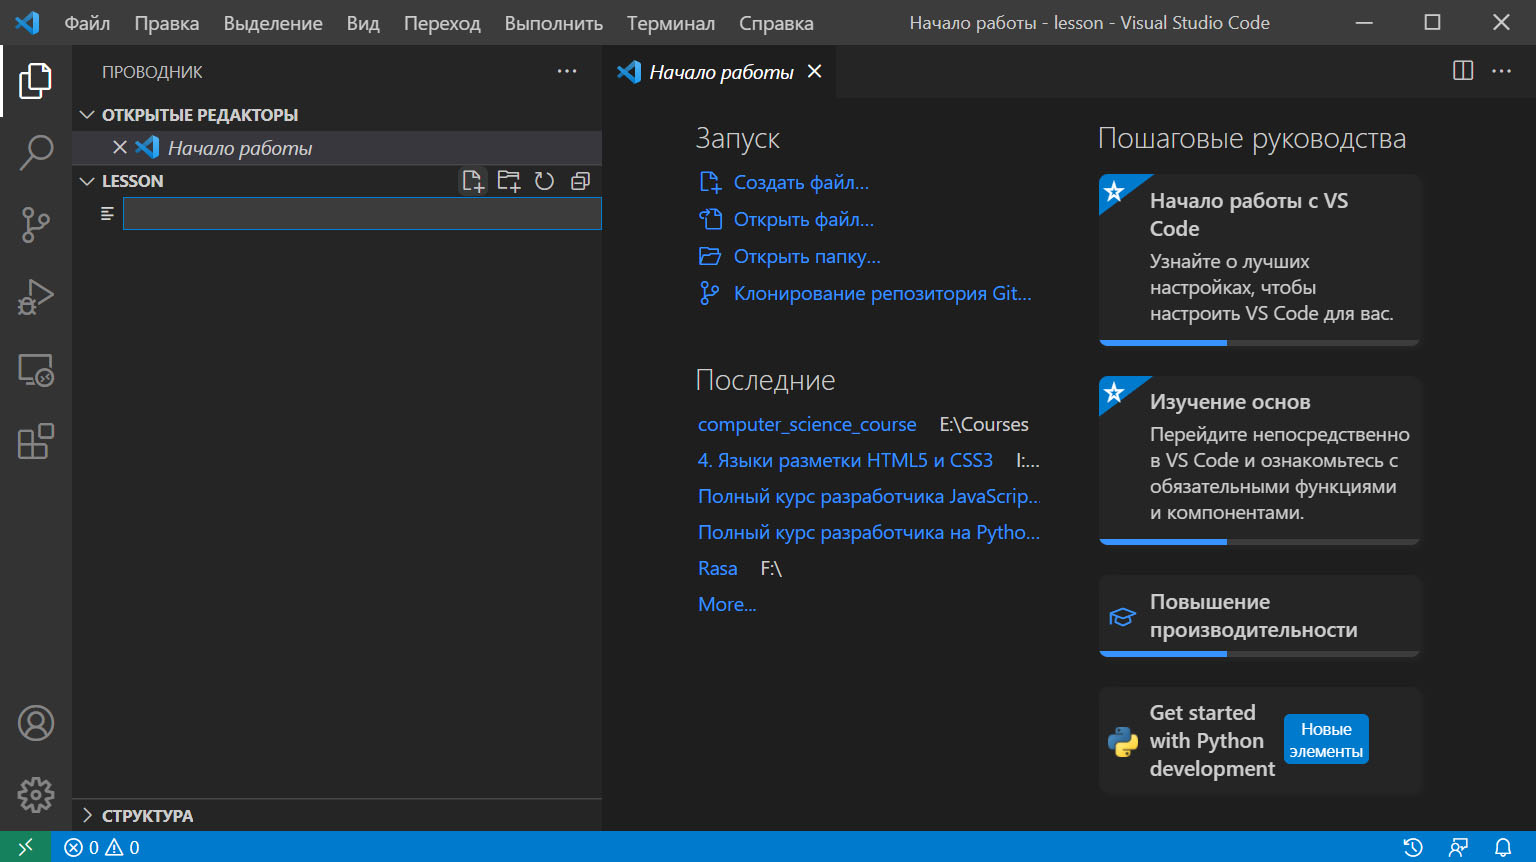 Файл Правка Выделение Вид Переход Выполнить Терминал Справка Начало работы - lesson - Visual Studio Code
ПРОВОДНИК
ОТКРЫТЫЕ РЕДАКТОРЫ
Начало работы
LESSON
СТРУКТУРА
Начало работы
Запуск
Создать файл...
Открыть файл...
Открыть папку...
Клонирование репозитория Git...
Последние
computer_science_course E:\Courses
4. Языки разметки HTML5 и CSS3 I:...
Полный курс разработчика JavaScrip...
Полный курс разработчика на Pytho...
Rasa F:\
More...
Пошаговые руководства
Начало работы с VS
Code
Узнайте о лучших
настройках, чтобы
настроить VS Code для вас.
Изучение основ
Перейдите непосредственно
в VS Code и ознакомьтесь с
обязательными функциями
и компонентами.
Повышение
производительности
Get started
with Python
development
Новые
элементы
0 0